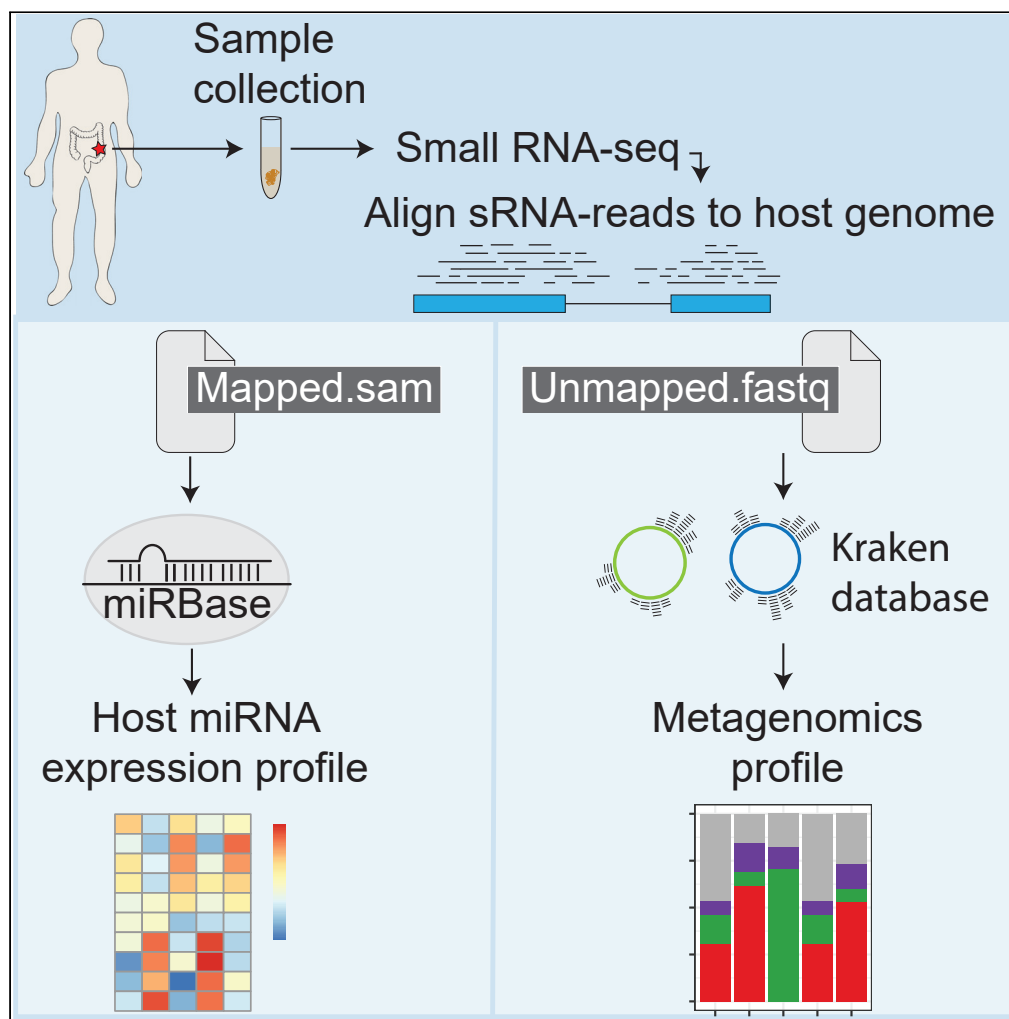 Sample
collection
Small RNA-seq
Align sRNA-reads to host genome
Mapped.sam
miRBase
Host miRNA
expression profile
Unmapped.fastq
Kraken
database
Metagenomics
profile